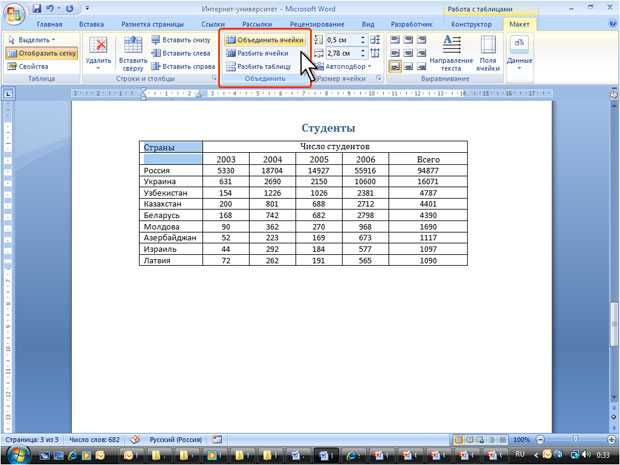 Интернет-университет - Microsoft Word
Работа с таблицами
Главная Вставка Разметка страницы Ссылки Рассылки Рецензирование Вид Разработчик Конструктор Макет
Выделить
Отобразить сетку
Свойства
Таблица
Удалить
Вставить сверху
Вставить снизу
Вставить слева
Вставить справа
Строки и столбцы
Объединить ячейки
Разбить ячейки
Разбить таблицу
Объединить
0,5 см
2,78 см
Автоподбор
Размер ячейки
Направление текста
Поля ячейки
Выравнивание
Данные
Студенты
Страны Число студентов
2003 2004 2005 2006 Всего
Россия 5330 18704 14927 55916 94877
Украина 631 2690 2150 10600 16071
Узбекистан 154 1226 1026 2381 4787
Казахстан 200 801 688 2712 4401
Беларусь 168 742 682 2798 4390
Молдова 90 362 270 968 1690
Азербайджан 52 223 169 673 1117
Израиль 44 292 184 577 1097
Латвия 72 262 191 565 1090
Страница: 3 из 3 Число слов: 682 Русский (Россия) 100%
RU 0:33